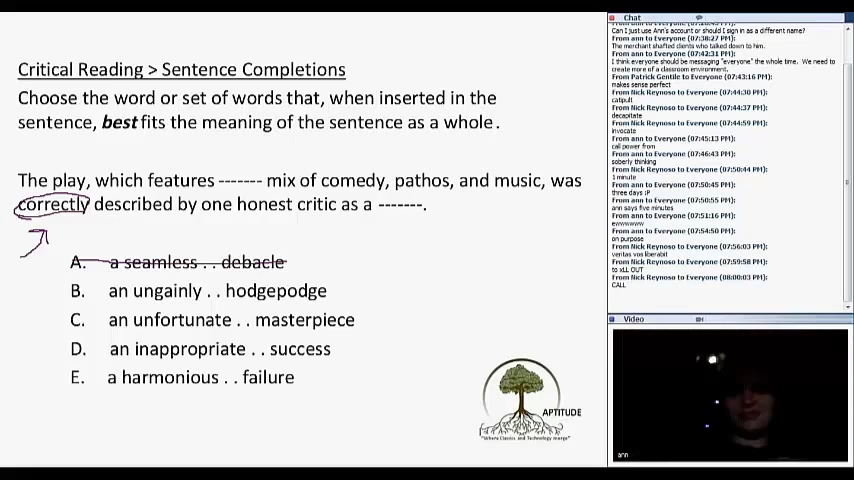 Critical Reading > Sentence Completions
Choose the word or set of words that, when inserted in the
sentence, best fits the meaning of the sentence as a whole.
The play, which features ------- mix of comedy, pathos, and music, was
correctly described by one honest critic as a -------.
A. a seamless . . debacle
B. an ungainly . . hodgepodge
C. an unfortunate . . masterpiece
D. an inappropriate . . success
E. a harmonious . . failure
APTITUDE
"Where Classics and Technology merge"
Chat
Can I just use Ann's account or should I sign in as a different name?
From ann to Everyone (07:38:27 PM):
The merchant shafted clients who talked down to him.
From ann to Everyone (07:42:31 PM):
I think everyone should be messaging "everyone" the whole time. We need to
create more of a classroom environment.
From Patrick Gentile to Everyone (07:43:16 PM):
makes sense perfect
From Nick Reynoso to Everyone (07:44:30 PM):
catipult
From Nick Reynoso to Everyone (07:44:37 PM):
decapitate
From Nick Reynoso to Everyone (07:44:59 PM):
invocate
From ann to Everyone (07:45:13 PM):
call power from
From ann to Everyone (07:46:43 PM):
soberly thinking
From Nick Reynoso to Everyone (07:50:44 PM):
1 minute
From Nick Reynoso to Everyone (07:50:45 PM):
three days :P
From Nick Reynoso to Everyone (07:50:55 PM):
ann says five minutes
From Nick Reynoso to Everyone (07:51:16 PM):
ewwwwww
From ann to Everyone (07:54:50 PM):
on purpose
From Nick Reynoso to Everyone (07:56:03 PM):
veritas vos liberabit
From Nick Reynoso to Everyone (07:59:58 PM):
to xLL OUT
From Nick Reynoso to Everyone (08:00:03 PM):
CALL
Video
ann